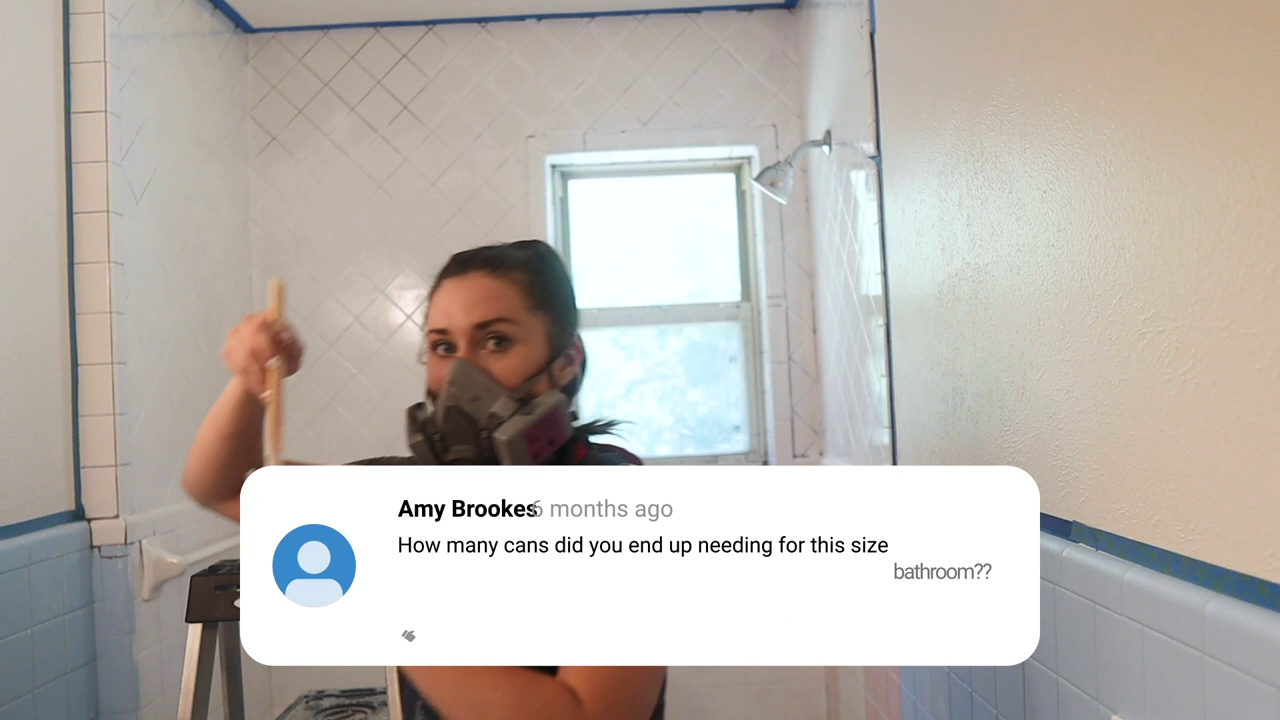 Amy Brookes 6 months ago
How many cans did you end up needing for this size
bathroom??